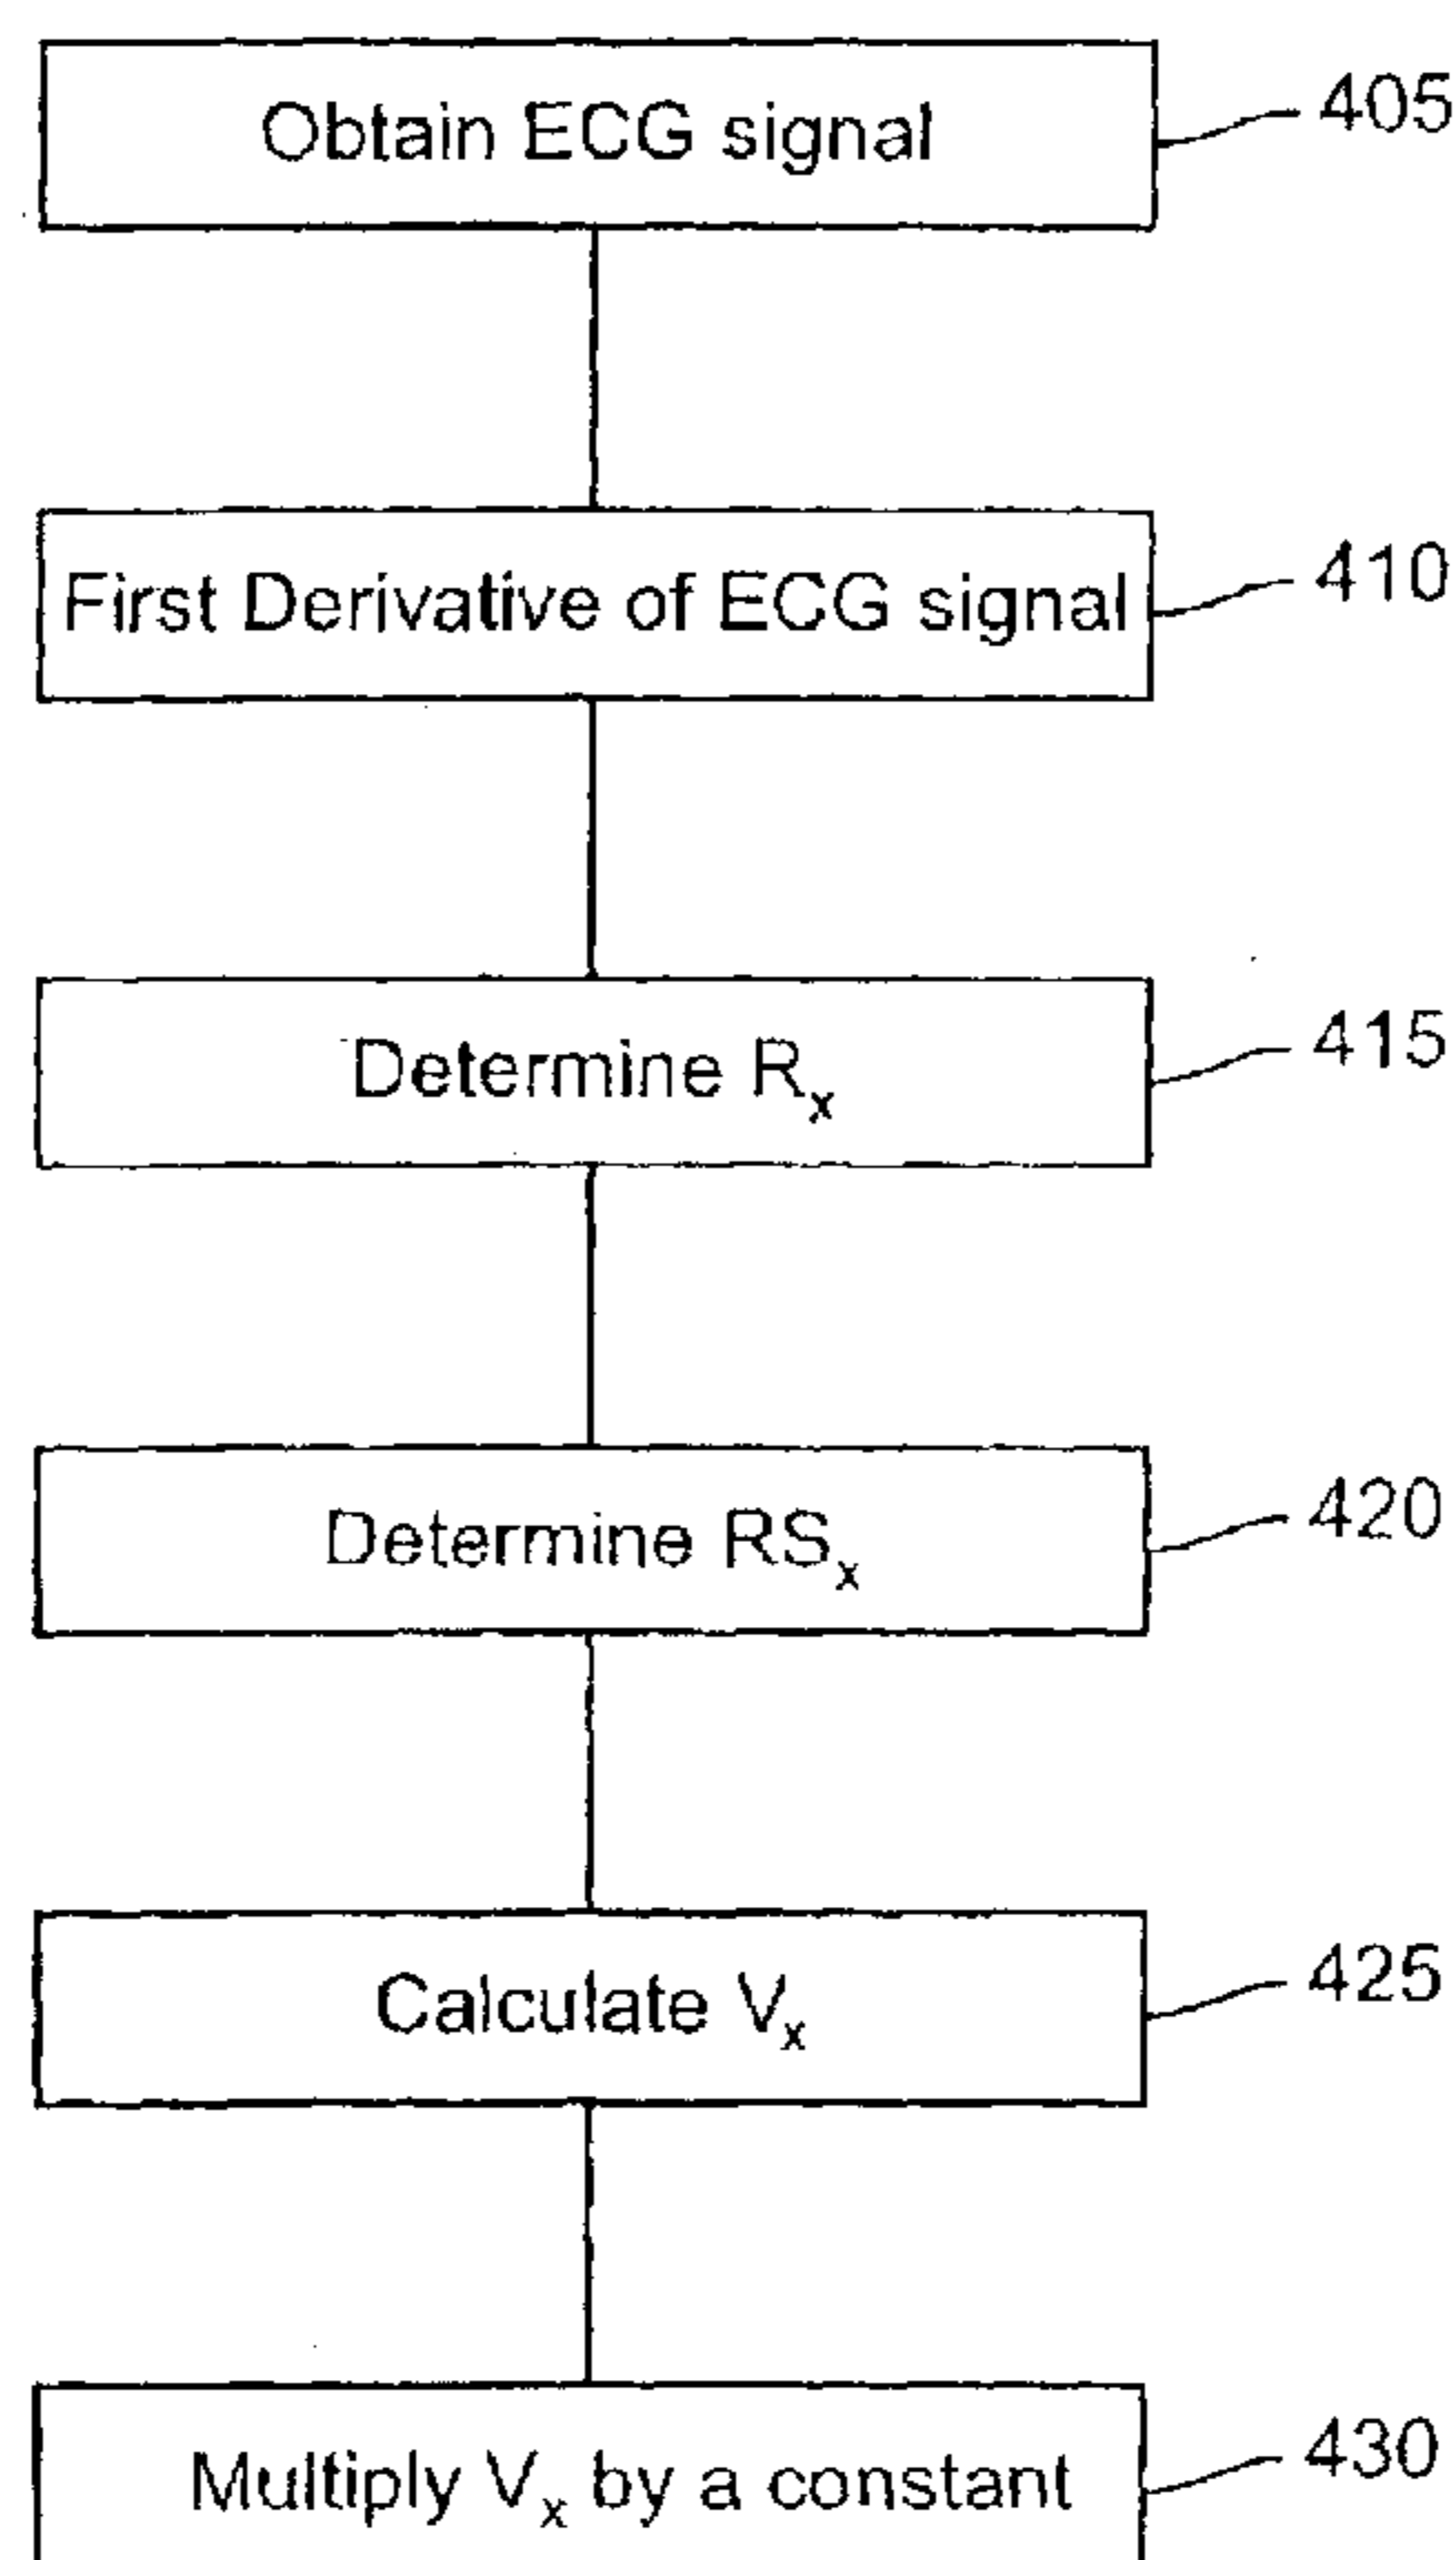 Obtain ECG signal 405
First Derivative of ECG signal 410
Determine Rx 415
Determine RSx 420
Calculate Vx 425
Multiply Vx by a constant 430